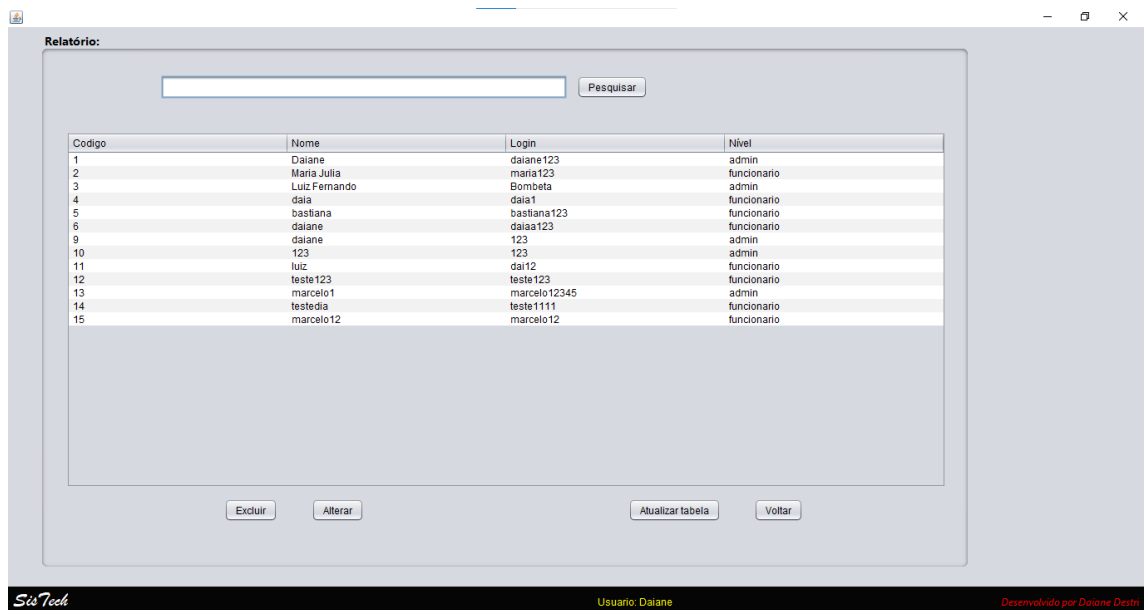 Relatório:
Pesquisar
Codigo Nome Login Nível
1 Daiane daiane123 admin
2 Maria Julia maria123 funcionario
3 Luiz Fernando Bombeta admin
4 daia daia1 funcionario
5 bastiana bastiana123 funcionario
6 daiane daiaa123 funcionario
9 daiane 123 admin
10 123 123 admin
11 luiz dai12 funcionario
12 teste123 teste123 funcionario
13 marcelo1 marcelo12345 admin
14 testedia teste1111 funcionario
15 marcelo12 marcelo12 funcionario
Excluir Alterar Atualizar tabela Voltar
SisTech Usuario: Daiane Desenvolvido por Daiane Destri